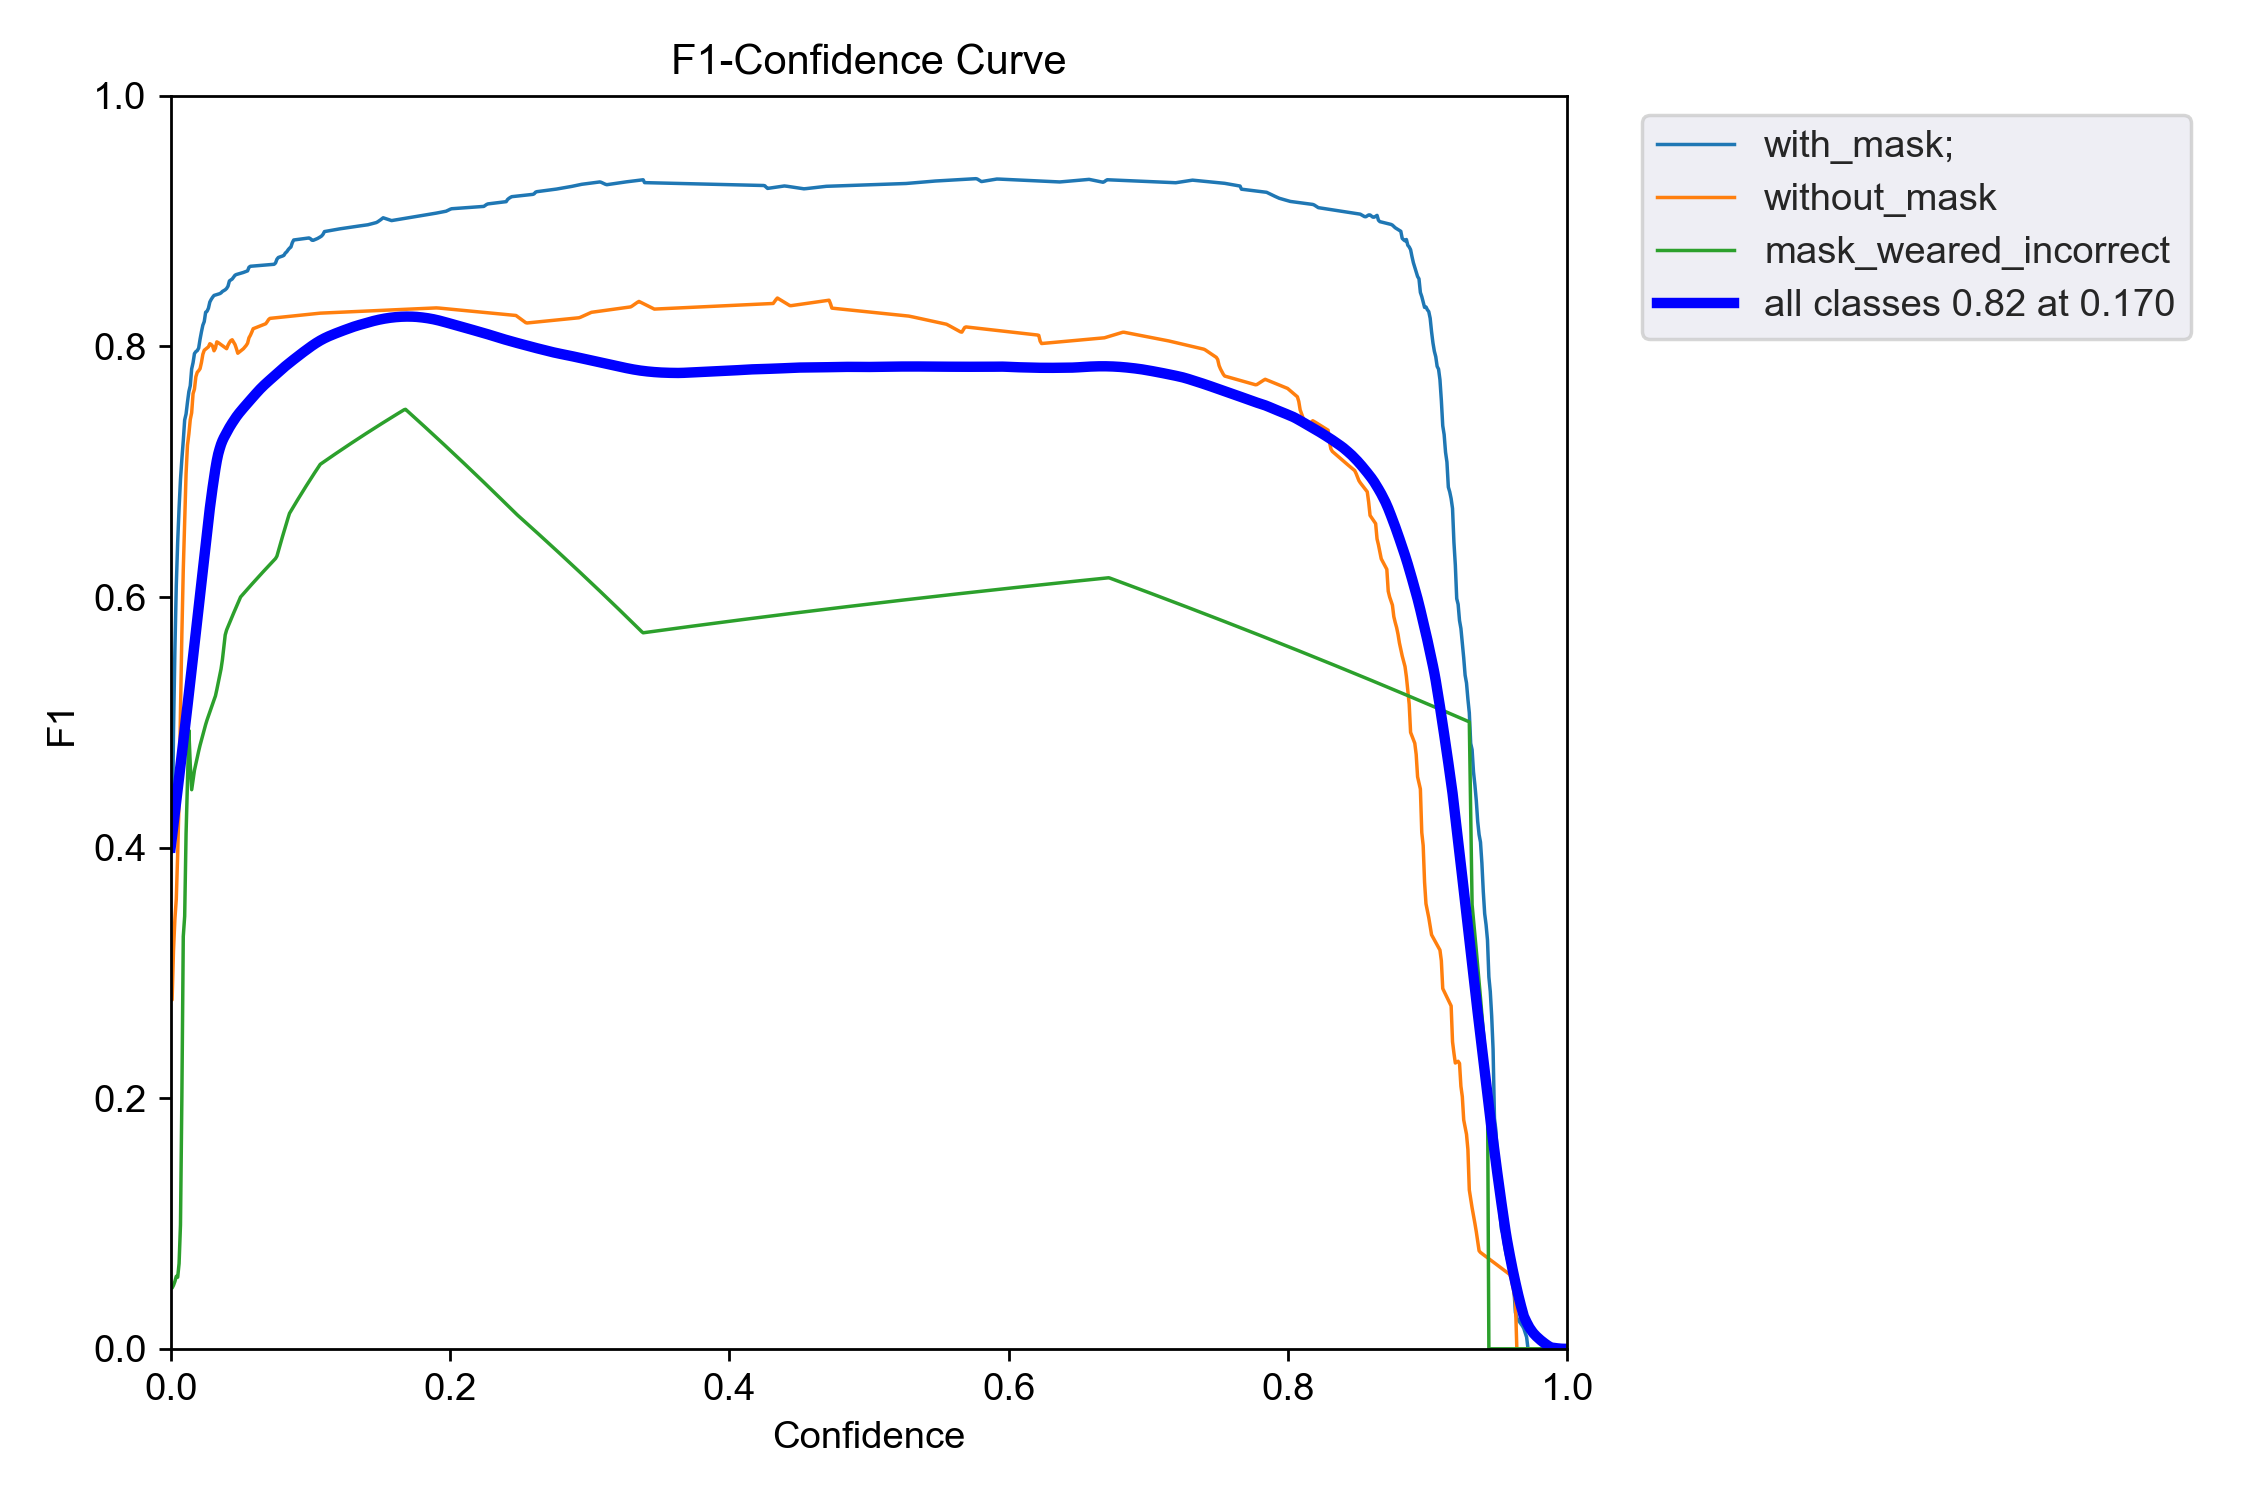 F1-Confidence Curve
1.0
0.8
0.6
0.4
0.2
0.0
F1
0.0 0.2 0.4 0.6 0.8 1.0
Confidence
with_mask;
without_mask
mask_weared_incorrect
all classes 0.82 at 0.170